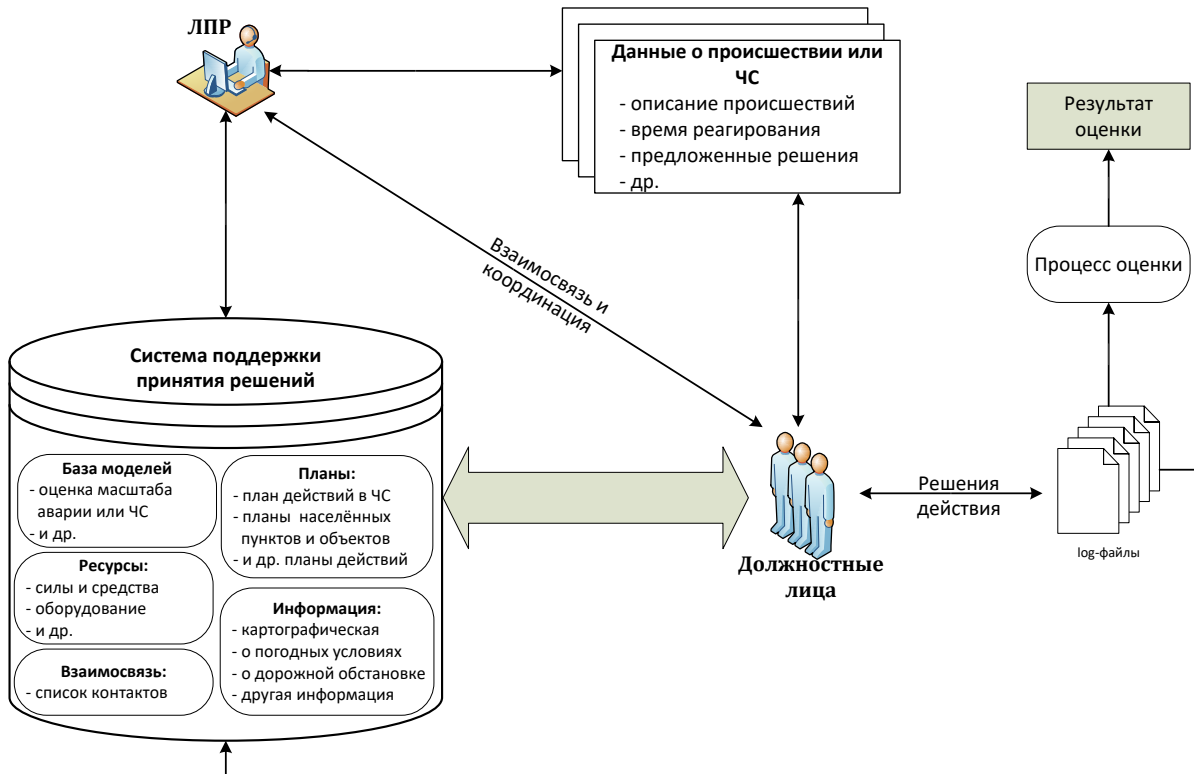 ЛПР
Данные о происшествии или
ЧС
- описание происшествий
- время реагирования
- предложенные решения
- др.
Результат
оценки
Процесс оценки
Взаимосвязь и
координация
Система поддержки
принятия решений
База моделей
- оценка масштаба
аварии или ЧС
- и др.
Планы:
- план действий в ЧС
- планы населённых
пунктов и объектов
- и др. планы действий
Ресурсы:
- силы и средства
- оборудование
- и др.
Информация:
- картографическая
- о погодных условиях
- о дорожной обстановке
- другая информация
Взаимосвязь:
- список контактов
Должностные
лица
Решения
действия
log-файлы